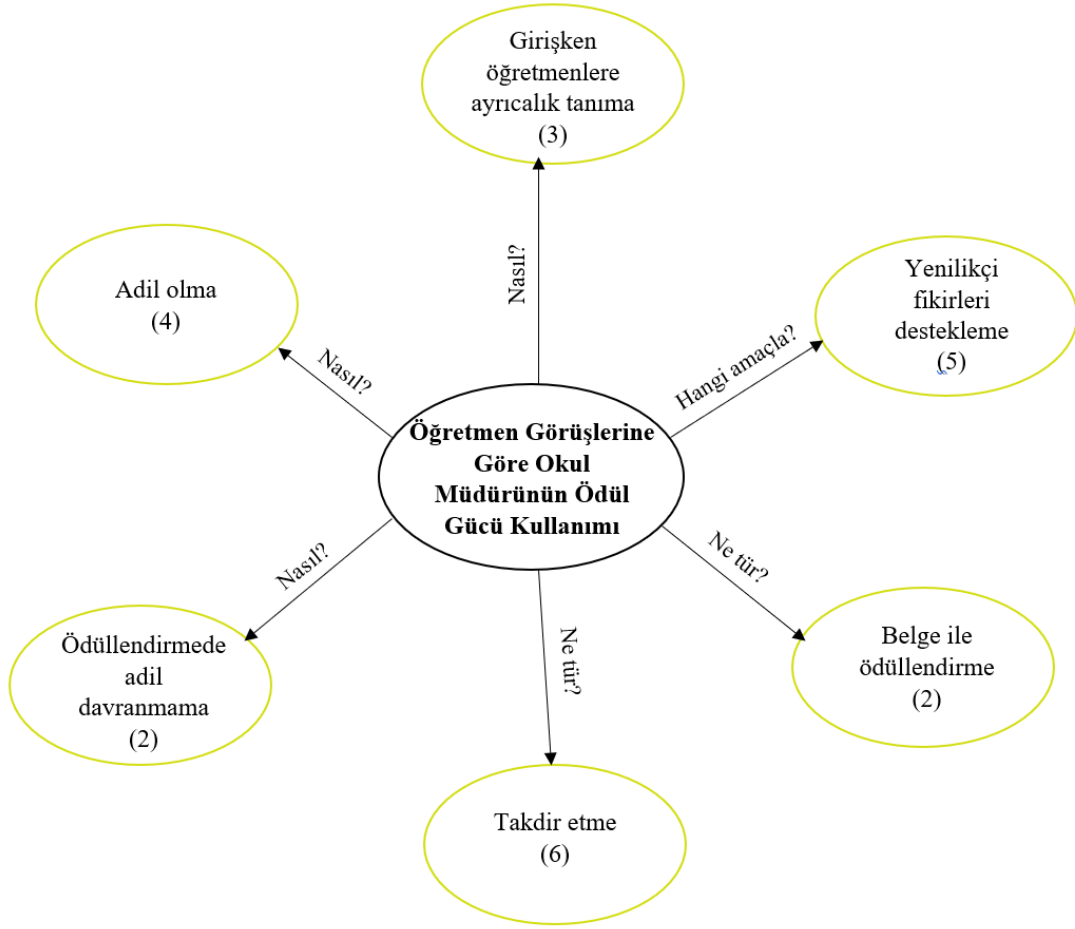 Girişken
öğretmenlere
ayrıcalık tanıma
(3)
Nasıl?
Adil olma
(4)
Nasıl?
Yenilikçi
fikirleri
destekleme
(5)
Hangi amaçla?
Öğretmen Görüşlerine
Göre Okul
Müdürünün Ödül
Gücü Kullanımı
Nasıl?
Ödüllendirmede
adil
davranmama
(2)
Ne tür?
Belge ile
ödüllendirme
(2)
Ne tür?
Takdir etme
(6)